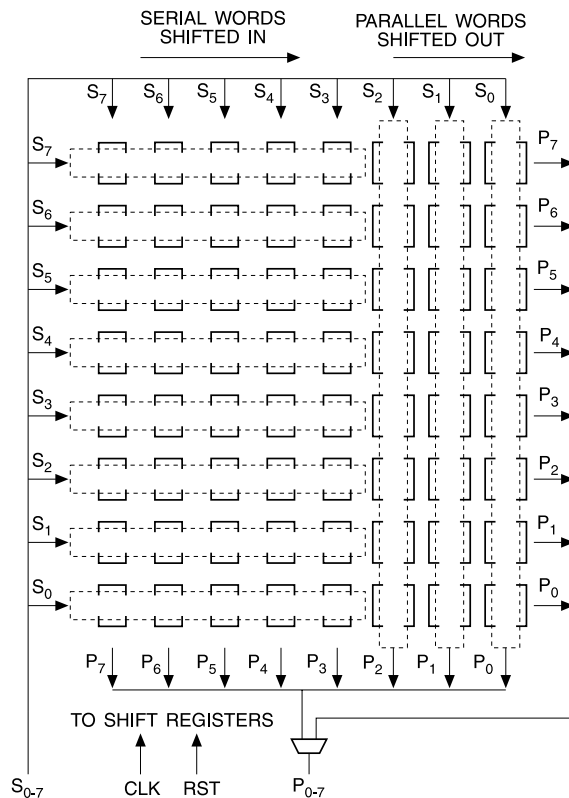 SERIAL WORDS
SHIFTED IN
PARALLEL WORDS
SHIFTED OUT
S7 S6 S5 S4 S3 S2 S1 S0
S7 P7
S6 P6
S5 P5
S4 P4
S3 P3
S2 P2
S1 P1
S0 P0
P7 P6 P5 P4 P3 P2 P1 P0
TO SHIFT REGISTERS
S0-7 CLK RST P0-7